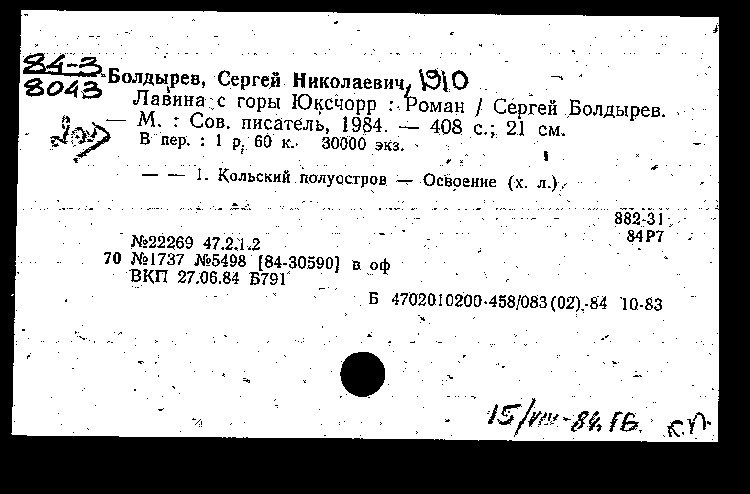 84-3
8043
Болдырев, Сергей Николаевич, 1910
Лавина с горы Юксчорр : Роман / Сергей Болдырев.
— М. : Сов. писатель, 1984. — 408 с.; 21 см.
В пер. : 1 р. 60 к. 30000 экз.
— — 1. Кольский полуостров — Освоение (х. л.).
882-31
84Р7
№22269 47.2.1.2
70 №1737 №5498 [84-30590] в оф
ВКП 27.06.84 Б791
Б 4702010200-458/083(02)-84 10-83
15/VIII-84. ГБ. К.П.